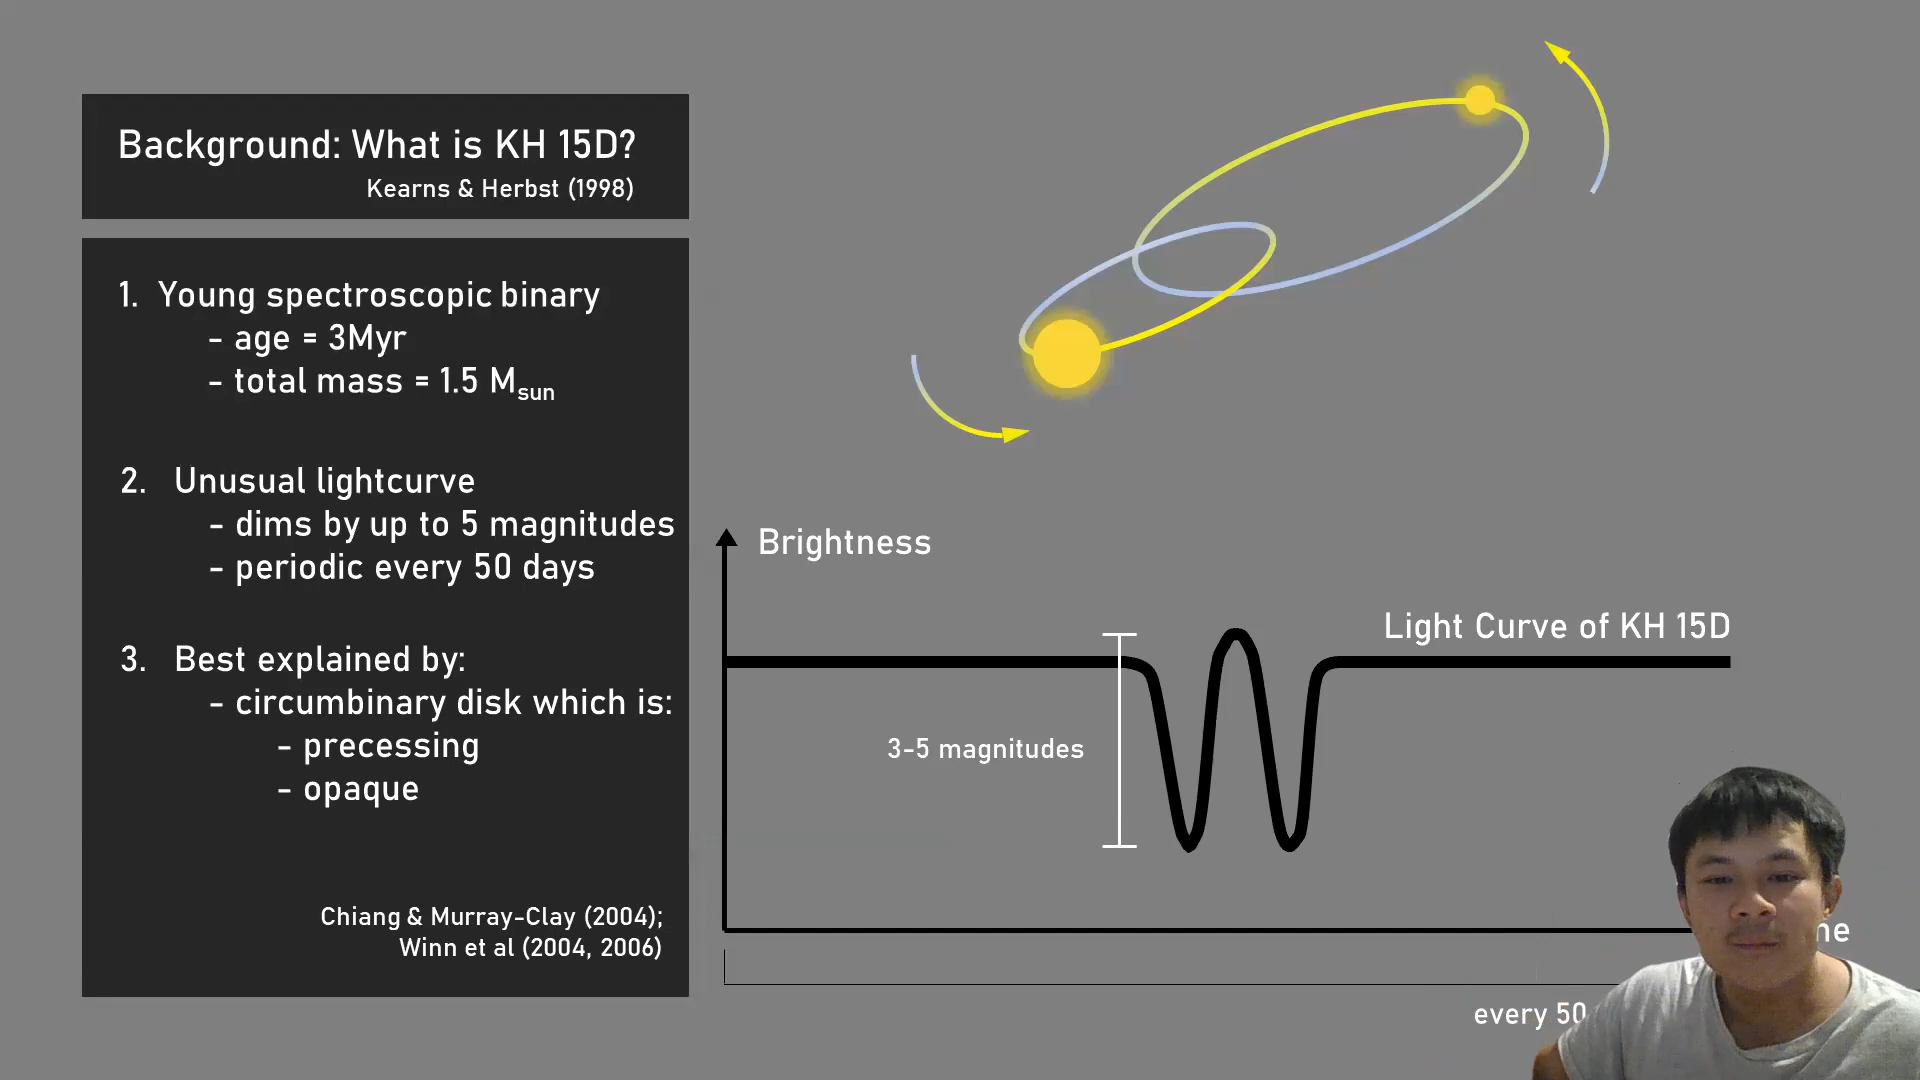 Background: What is KH 15D?
Kearns & Herbst (1998)
1. Young spectroscopic binary
- age = 3Myr
- total mass = 1.5 Msun
2. Unusual lightcurve
- dims by up to 5 magnitudes
- periodic every 50 days
3. Best explained by:
- circumbinary disk which is:
- precessing
- opaque
Chiang & Murray-Clay (2004);
Winn et al (2004, 2006)
Brightness
Light Curve of KH 15D
3-5 magnitudes
every 50